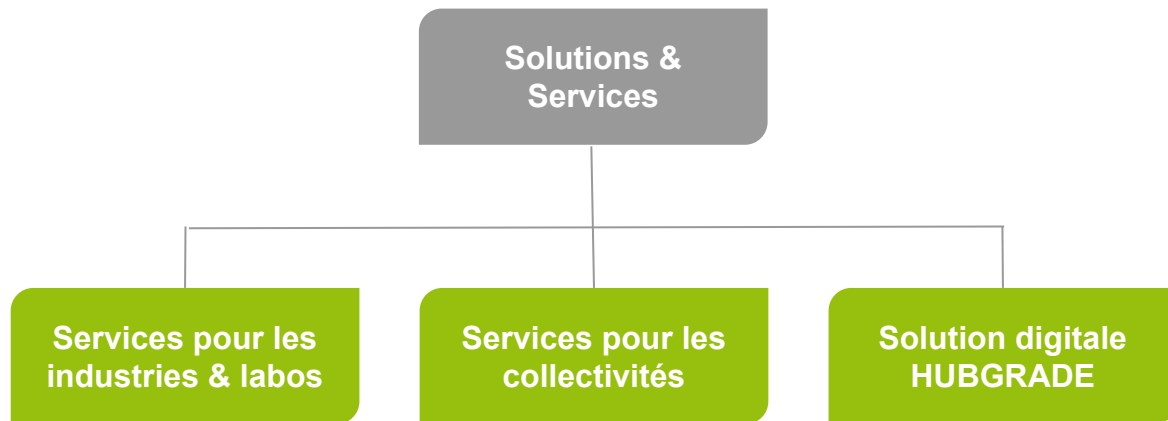 Solutions &
Services
Services pour les
industries & labos
Services pour les
collectivités
Solution digitale
HUBGRADE